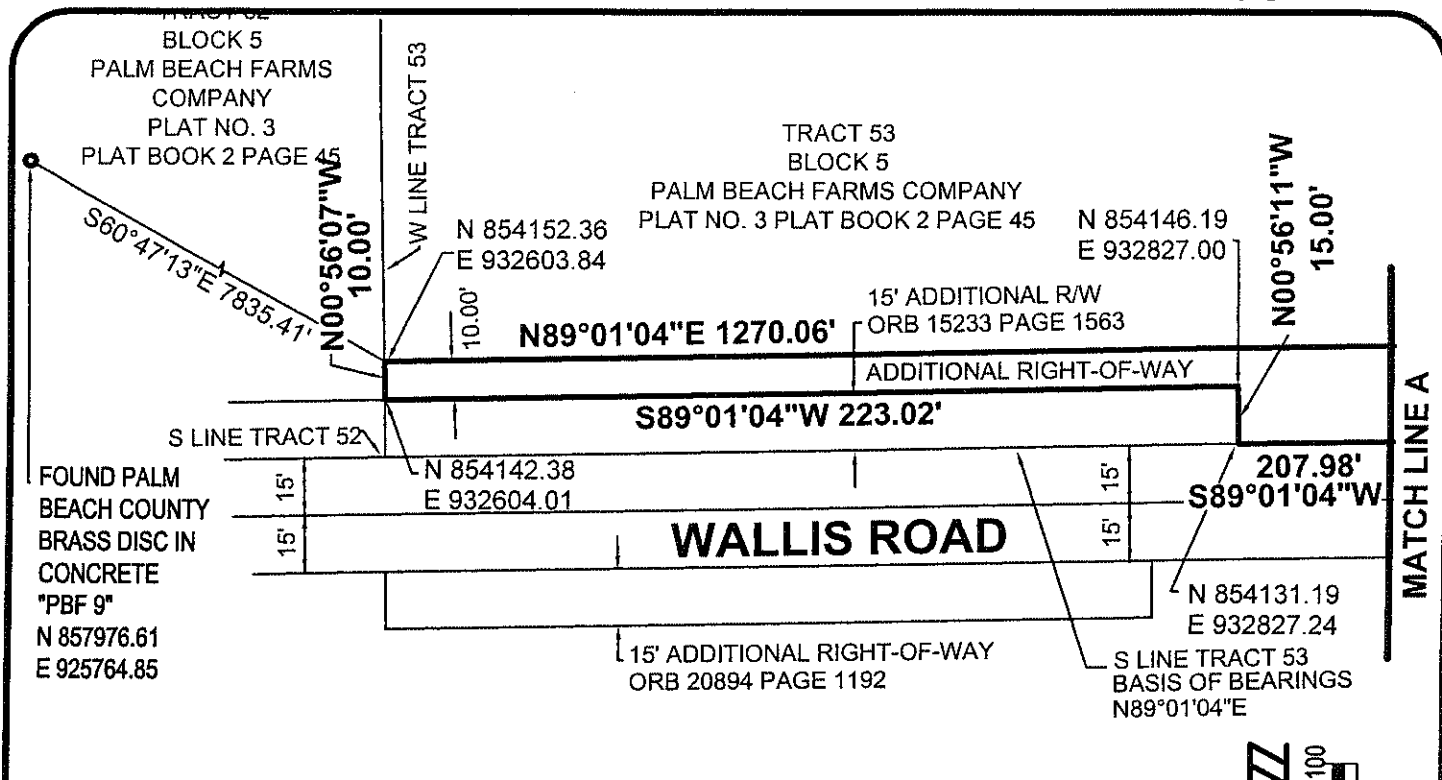 BLOCK 5
PALM BEACH FARMS
COMPANY
PLAT NO. 3
PLAT BOOK 2 PAGE 45
S60°47'13"E 7835.41'
N00°56'07"W
10.00'
W LINE TRACT 53
N 854152.36
E 932603.84
TRACT 53
BLOCK 5
PALM BEACH FARMS COMPANY
PLAT NO. 3 PLAT BOOK 2 PAGE 45
N 854146.19
E 932827.00
N00°56'11"W
15.00'
10.00'
N89°01'04"E 1270.06'
15' ADDITIONAL R/W
ORB 15233 PAGE 1563
ADDITIONAL RIGHT-OF-WAY
S89°01'04"W 223.02'
S LINE TRACT 52
N 854142.38
E 932604.01
207.98'
S89°01'04"W
MATCH LINE A
FOUND PALM
BEACH COUNTY
BRASS DISC IN
CONCRETE
"PBF 9"
N 857976.61
E 925764.85
15'
15'
WALLIS ROAD
15'
15'
N 854131.19
E 932827.24
15' ADDITIONAL RIGHT-OF-WAY
ORB 20894 PAGE 1192
S LINE TRACT 53
BASIS OF BEARINGS
N89°01'04"E
100